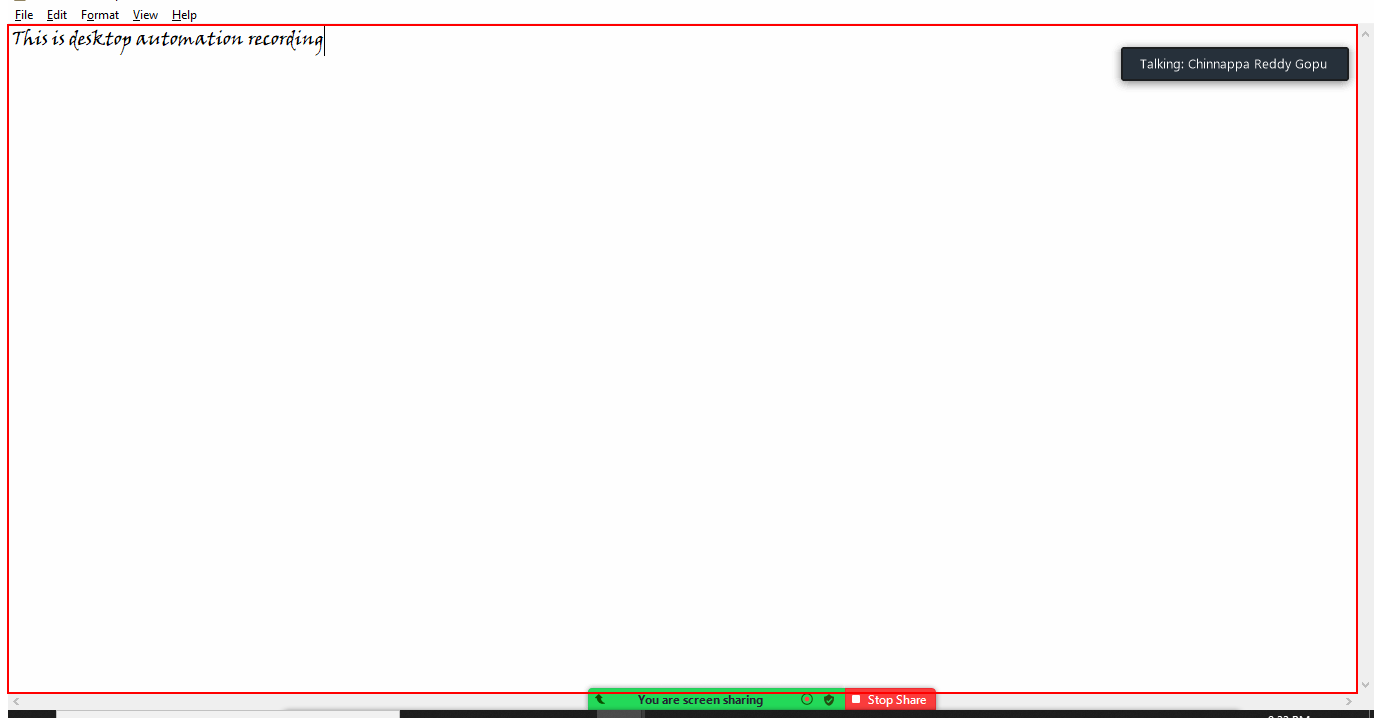 File Edit Format View Help
This is desktop automation recording
Talking: Chinnappa Reddy Gopu
You are screen sharing Stop Share